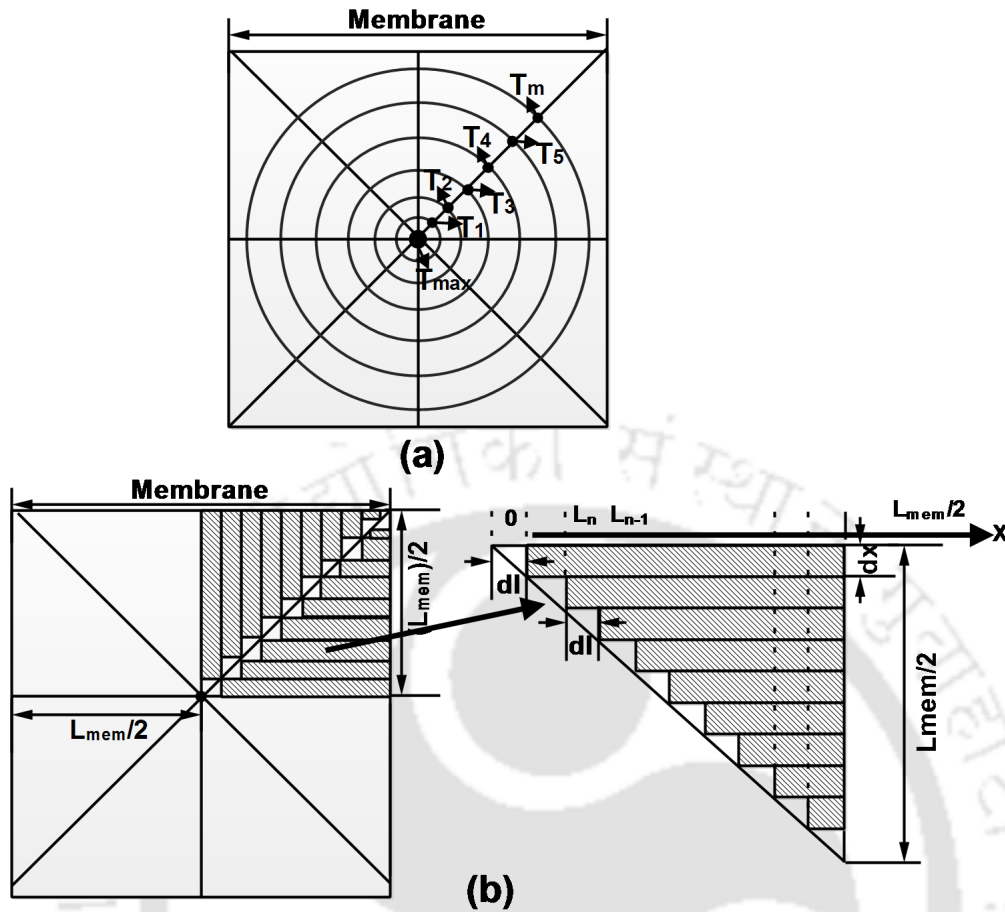 Membrane
Tm
T4
T5
T2
T3
T1
Tmax
(a)
Membrane
0
Ln
Ln-1
Lmem/2
X
dl
dx
Lmem)/2
dl
Lmem/2
Lmem/2
(b)